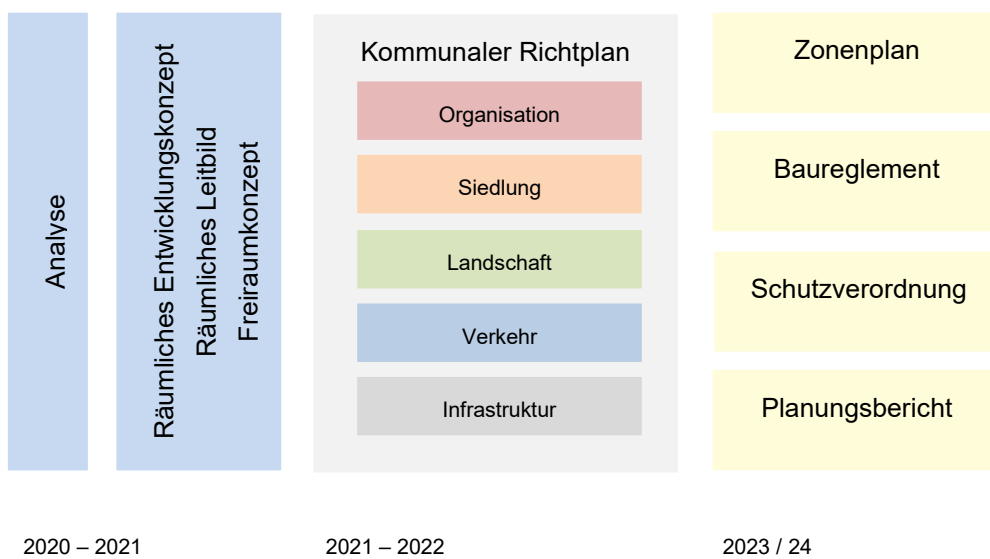 Analyse
Räumliches Entwicklungskonzept
Räumliches Leitbild
Freiraumkonzept
Kommunaler Richtplan
Organisation
Siedlung
Landschaft
Verkehr
Infrastruktur
Zonenplan
Baureglement
Schutzverordnung
Planungsbericht
2020 – 2021
2021 – 2022
2023 / 24